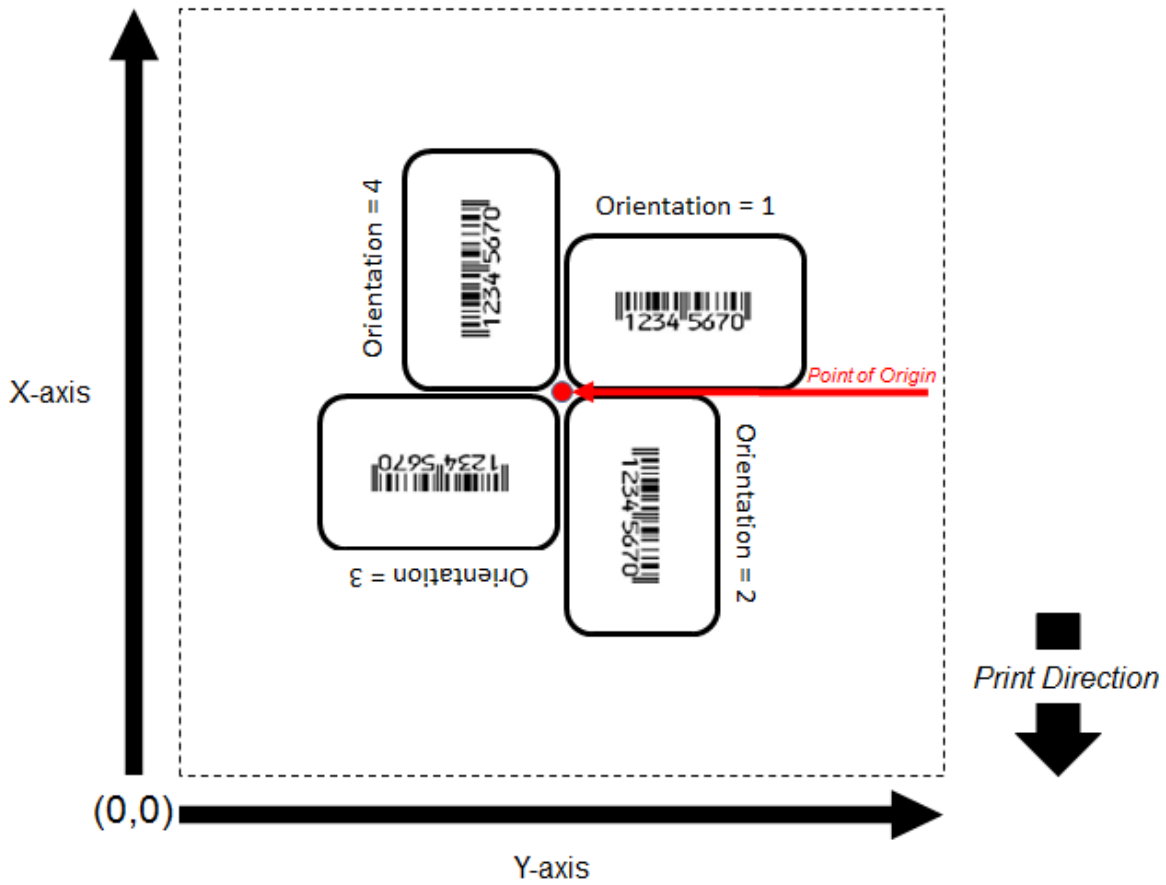 Orientation = 4
1234 5670
Orientation = 1
1234 5670
Point of Origin
X-axis
1234 5670
Orientation = 3
1234 5670
Orientation = 2
Print Direction
(0,0)
Y-axis